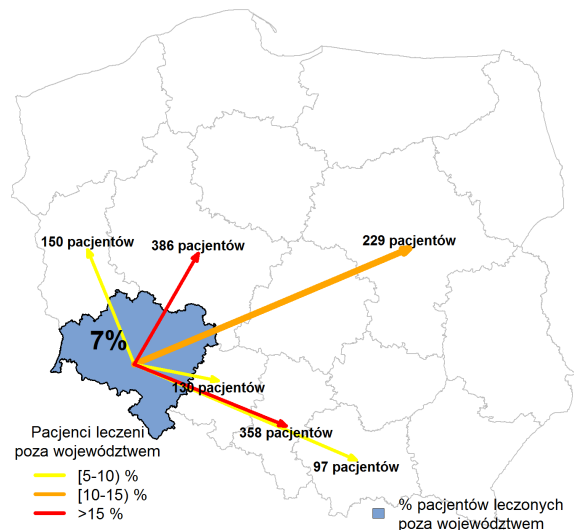 150 pacjentów
386 pacjentów
229 pacjentów
7%
130 pacjentów
358 pacjentów
97 pacjentów
Pacjenci leczeni
poza województwem
[5-10) %
[10-15) %
>15 %
% pacjentów leczonych
poza województwem